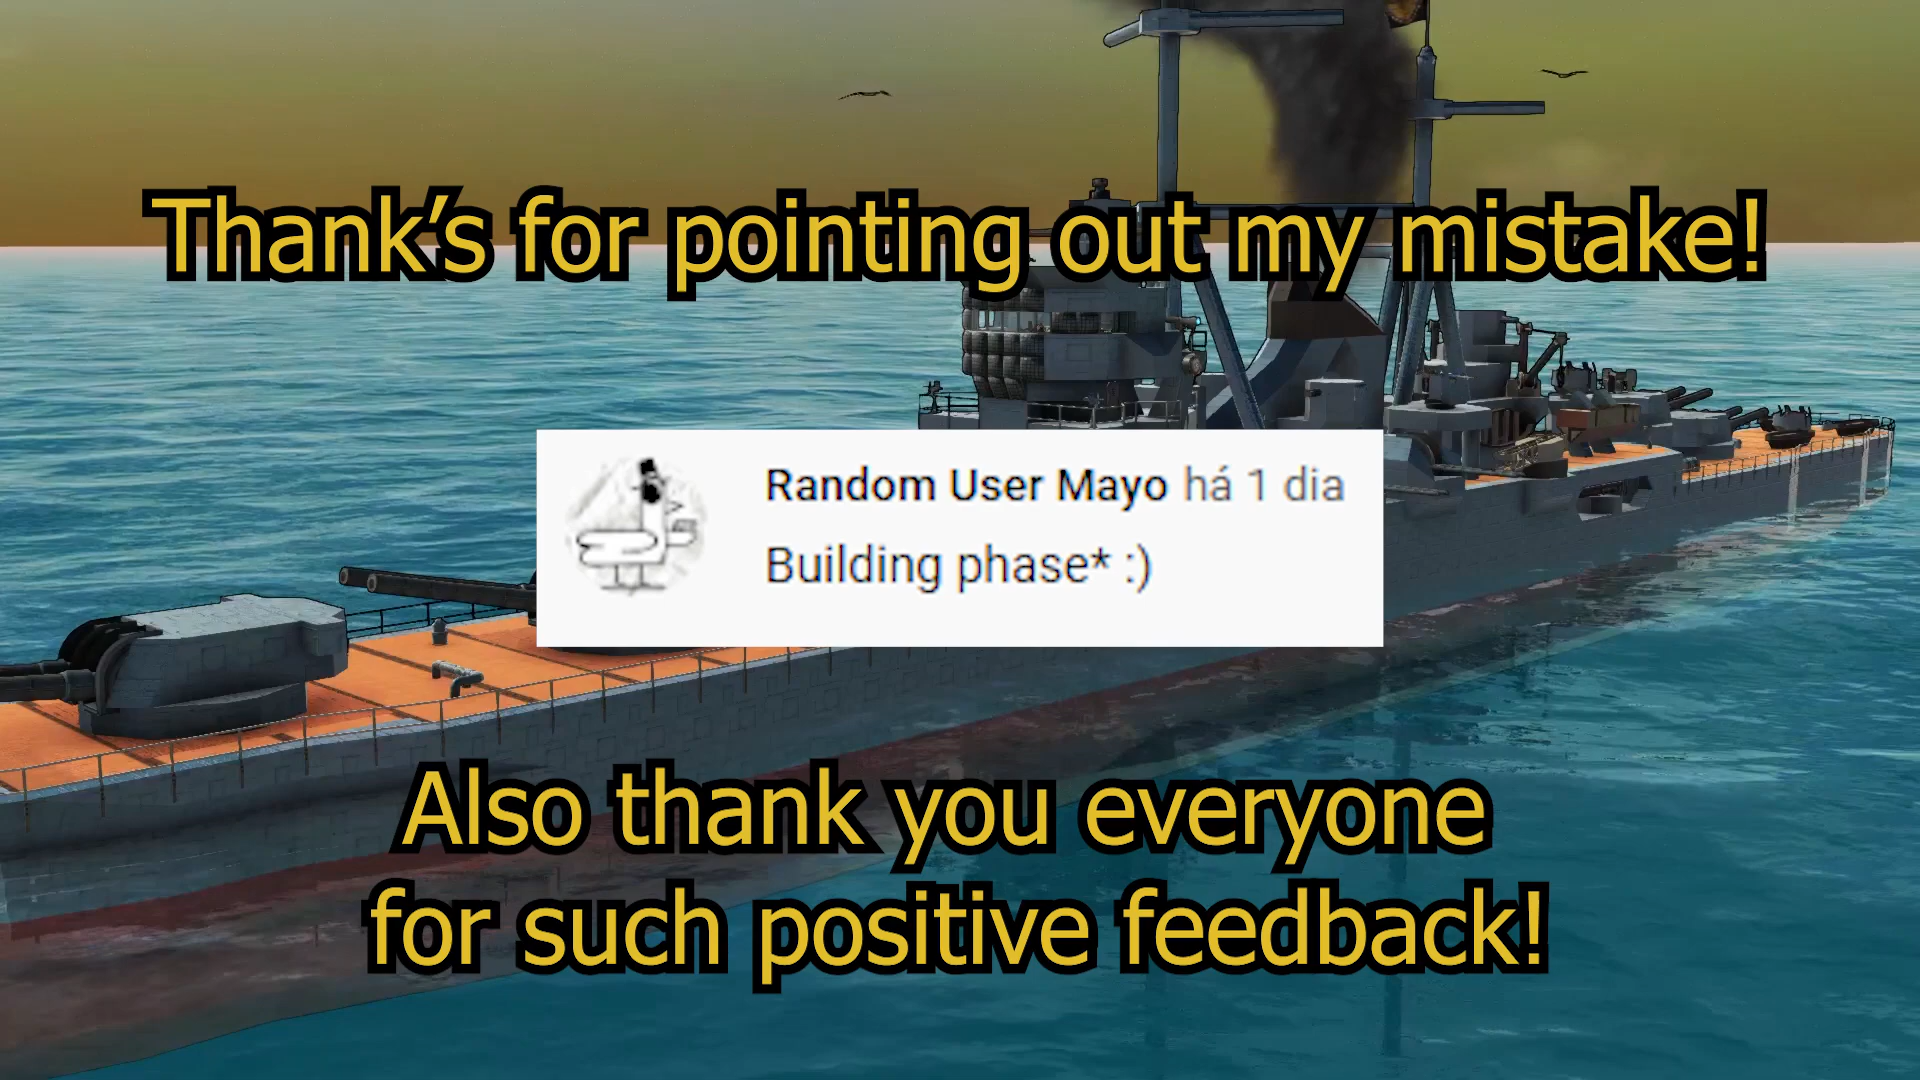 Thank’s for pointing out my mistake!
Random User Mayo há 1 dia
Building phase* :)
Also thank you everyone
for such positive feedback!